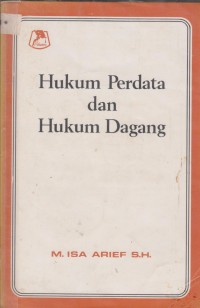 Hukum Perdata
dan
Hukum Dagang
M. ISA ARIEF S.H.